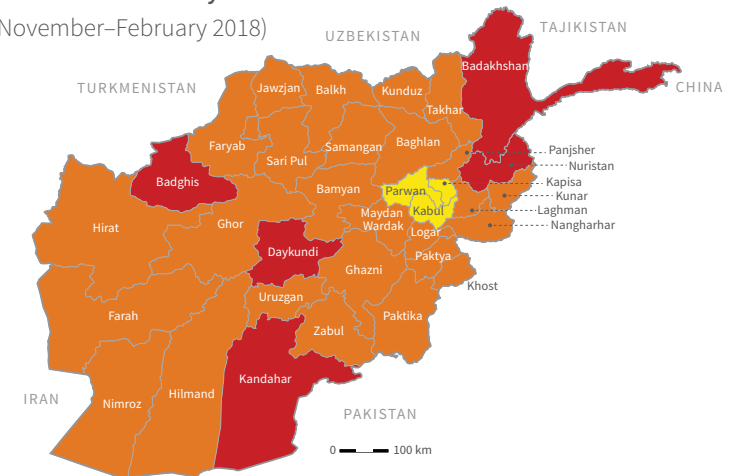 November–February 2018)
UZBEKISTAN
TAJIKISTAN
TURKMENISTAN
CHINA
Badakhshan
Jawzjan
Balkh
Kunduz
Takhar
Faryab
Sari Pul
Samangan
Baghlan
Panjsher
Nuristan
Badghis
Bamyan
Parwan
Kapisa
Kunar
Kabul
Laghman
Hirat
Ghor
Maydan
Wardak
Logar
Nangharhar
Daykundi
Ghazni
Paktya
Khost
Uruzgan
Farah
Zabul
Paktika
Kandahar
Hilmand
Nimroz
IRAN
PAKISTAN
0
100 km